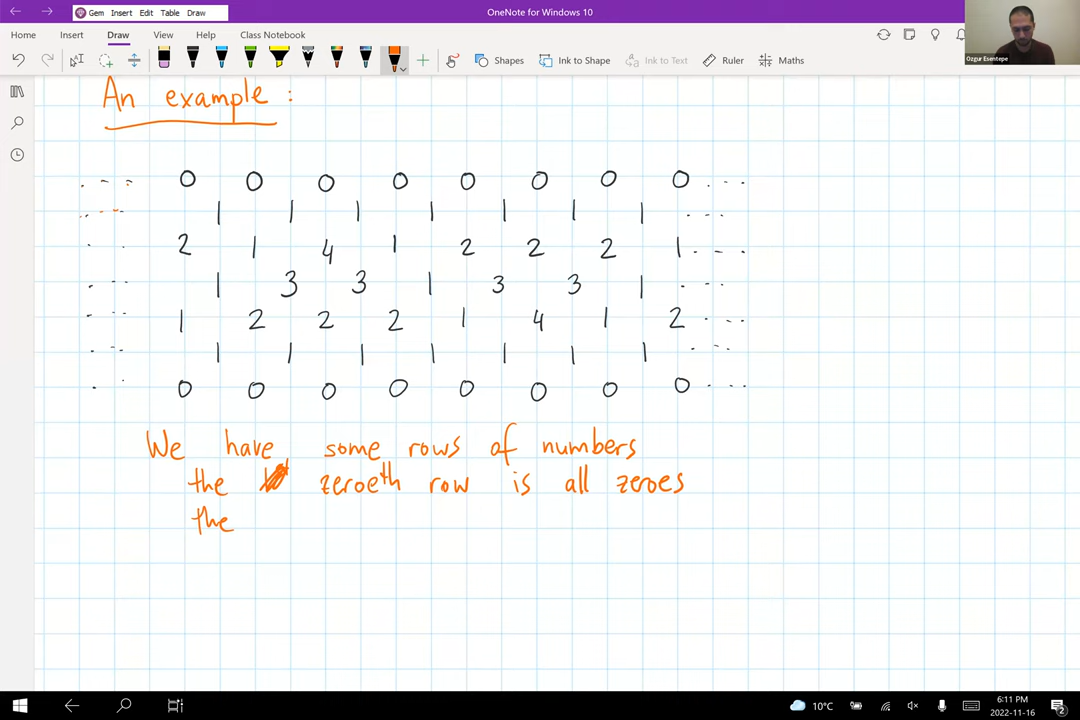 OneNote for Windows 10
Gem Insert Edit Table Draw
Home Insert Draw View Help Class Notebook
Shapes Ink to Shape Ink to Text Ruler Maths
Ozgur Esentepe
An example :
--- 0 0 0 0 0 0 0 0 ---
--- 1 1 1 1 1 1 1 ---
--- 2 1 4 1 2 2 2 1 ---
--- 1 3 3 1 3 3 1 ---
--- 1 2 2 2 1 4 1 2 ---
--- 1 1 1 1 1 1 1 ---
--- 0 0 0 0 0 0 0 0 ---
We have some rows of numbers
the zeroeth row is all zeroes
the
10°C
6:11 PM
2022-11-16
2